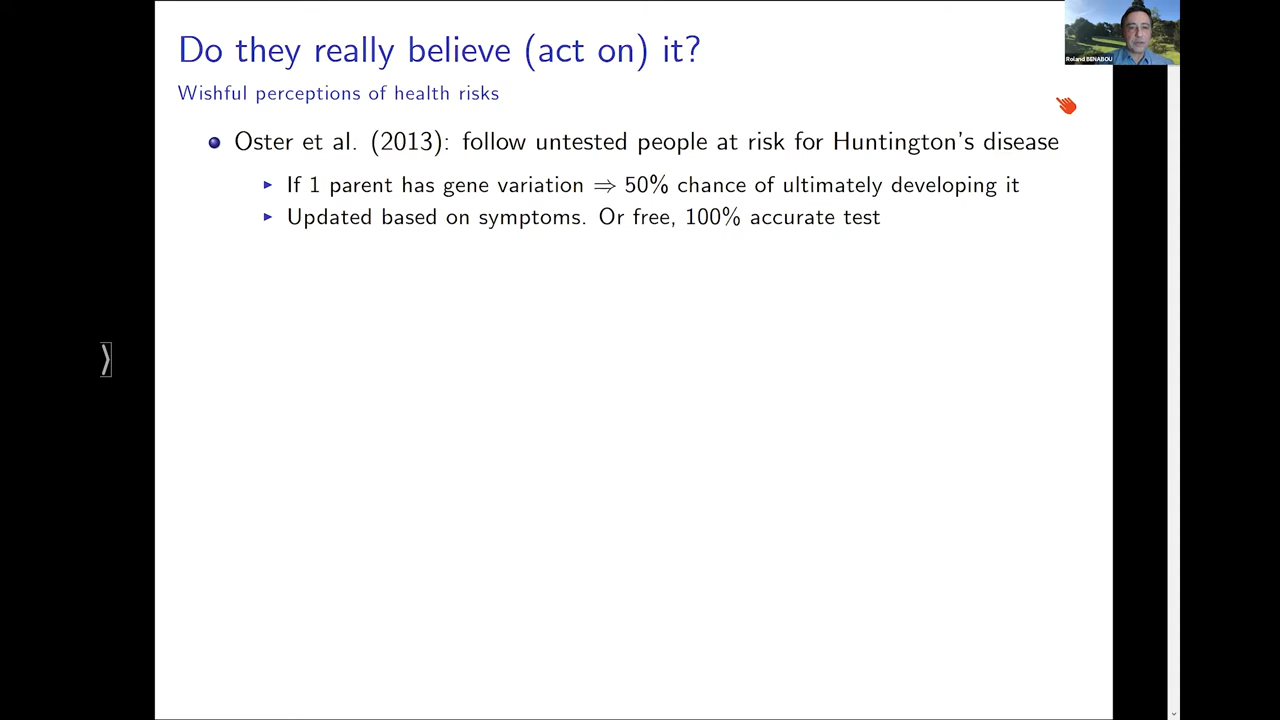 Do they really believe (act on) it?
Wishful perceptions of health risks
Oster et al. (2013): follow untested people at risk for Huntington's disease
If 1 parent has gene variation ⇒ 50% chance of ultimately developing it
Updated based on symptoms. Or free, 100% accurate test
Roland BENABOU